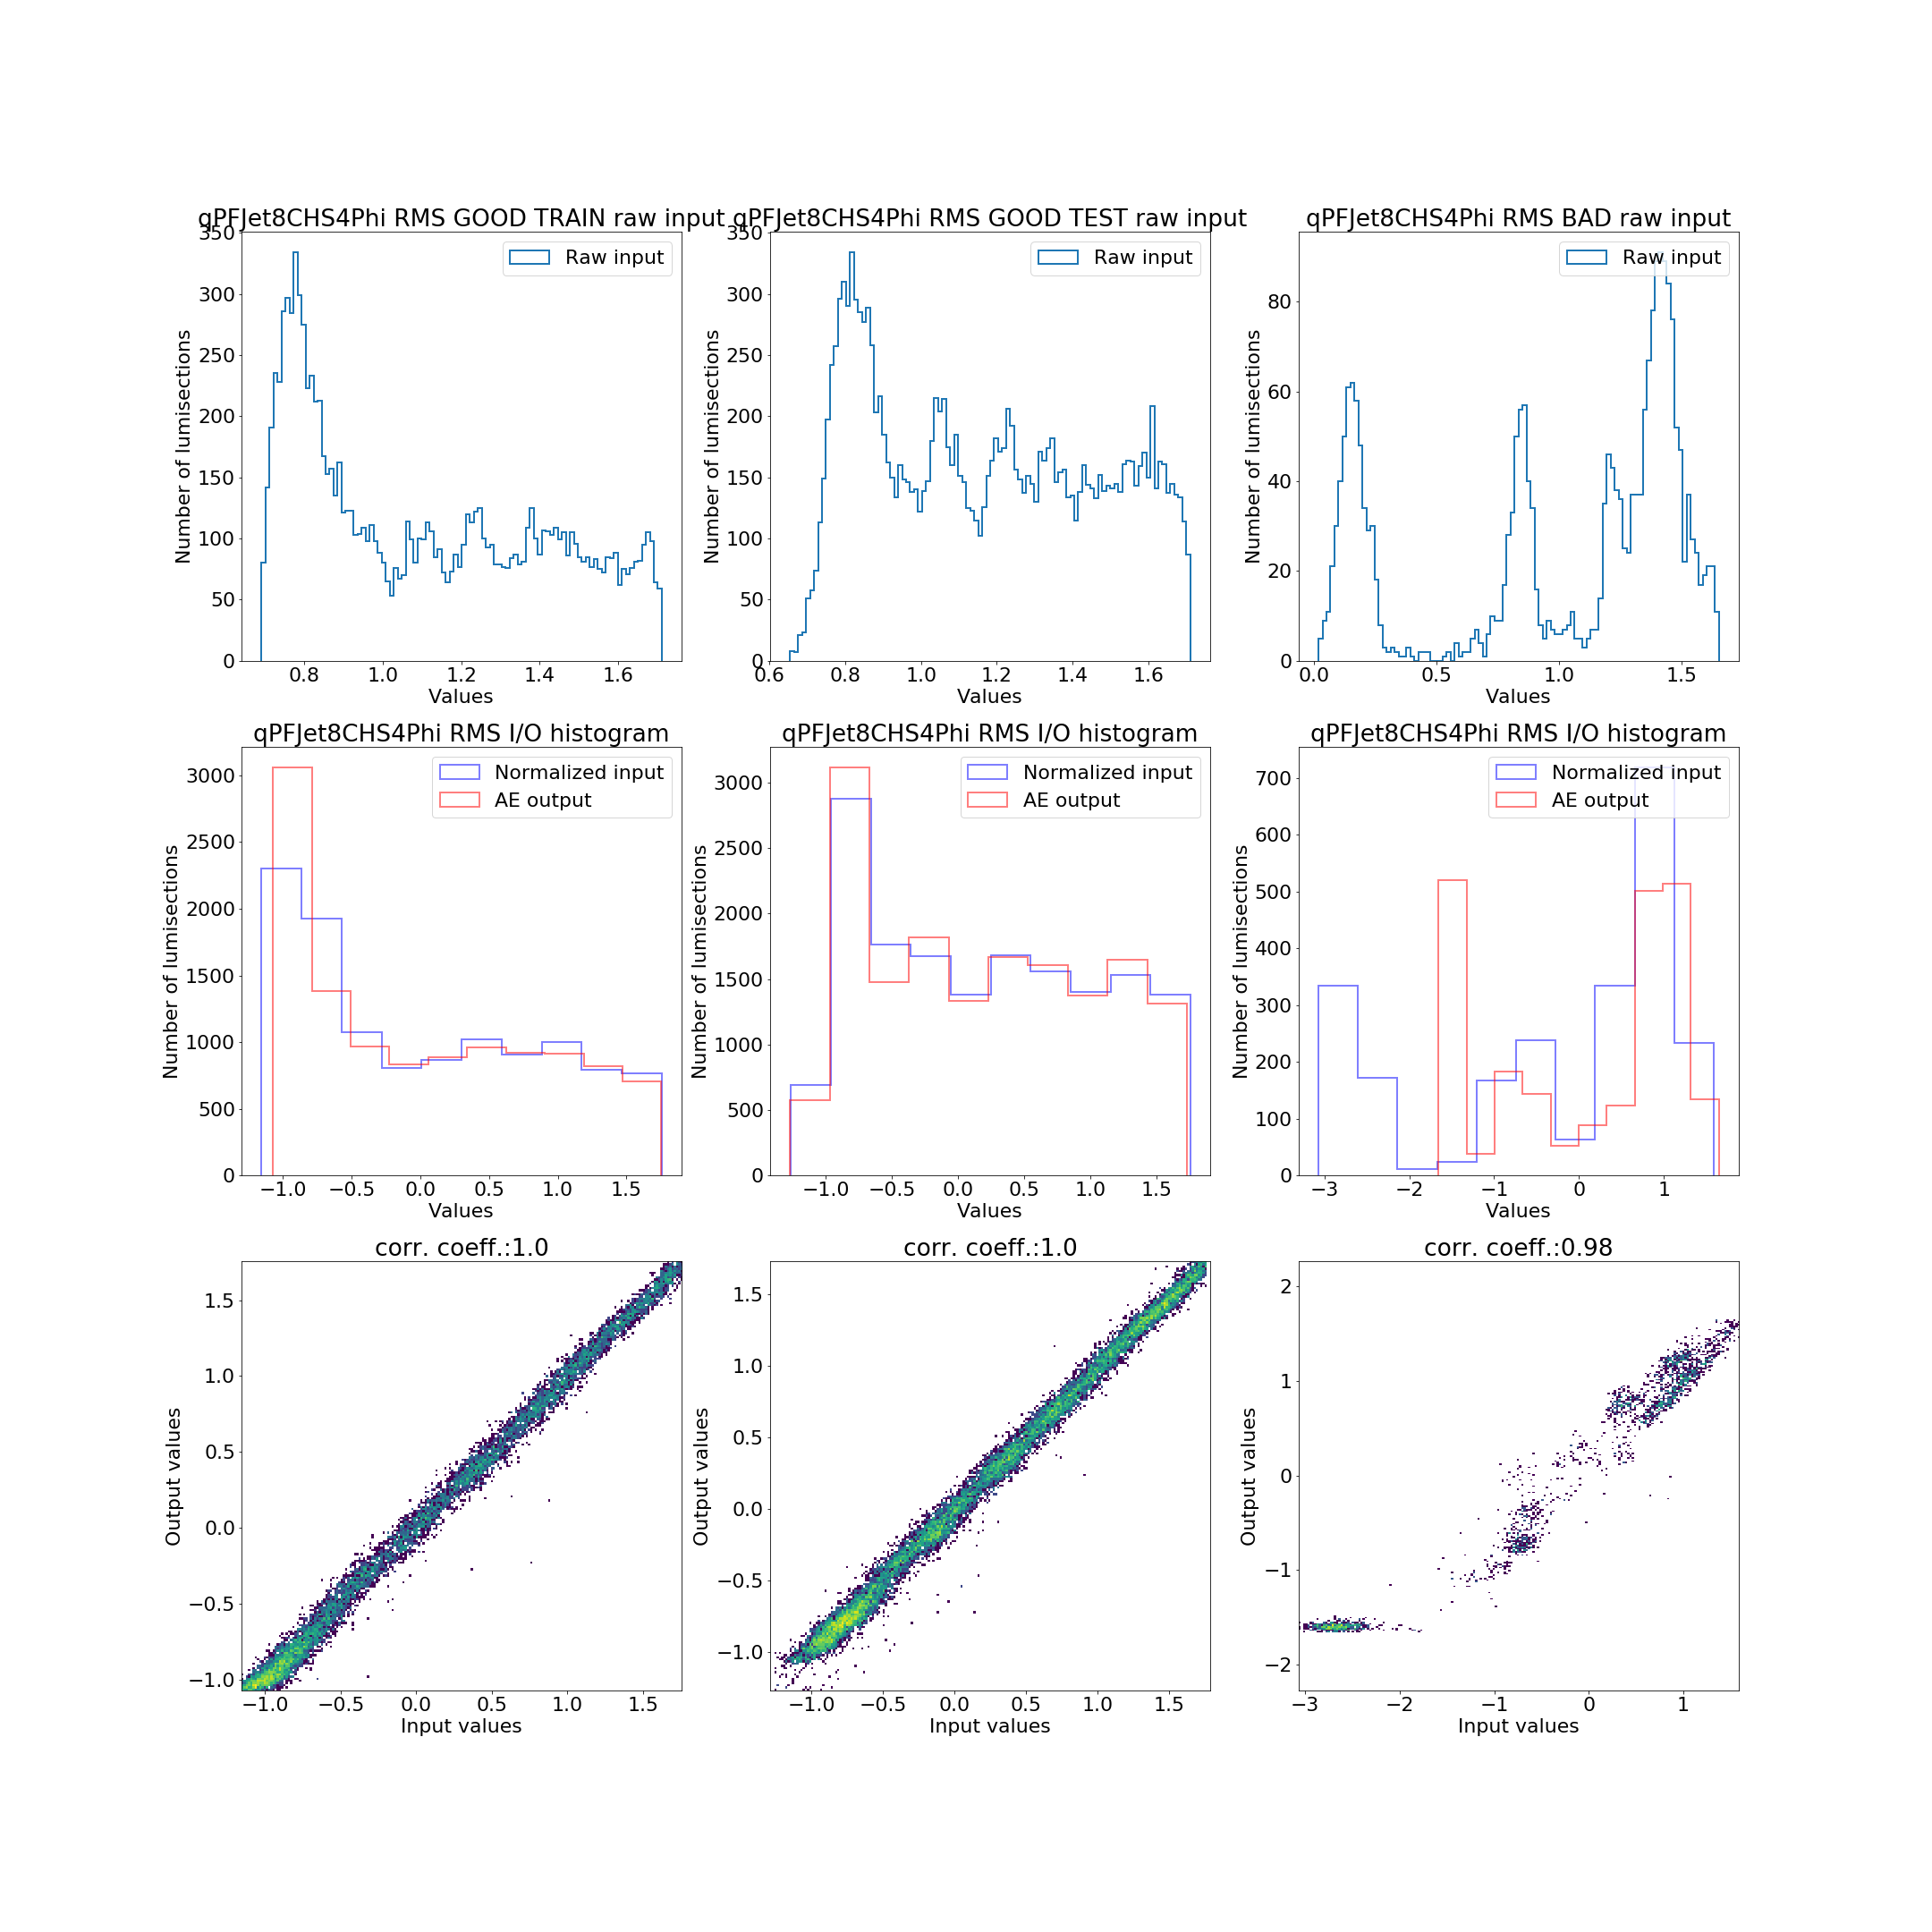 qPFJet8CHS4Phi RMS GOOD TRAIN raw input
Number of lumisections
350
300
250
200
150
100
50
0
Raw input
0.8 1.0 1.2 1.4 1.6
Values
qPFJet8CHS4Phi RMS GOOD TEST raw input
Number of lumisections
350
300
250
200
150
100
50
0
Raw input
0.6 0.8 1.0 1.2 1.4 1.6
Values
qPFJet8CHS4Phi RMS BAD raw input
Number of lumisections
80
60
40
20
0
Raw input
0.0 0.5 1.0 1.5
Values
qPFJet8CHS4Phi RMS I/O histogram
Number of lumisections
3000
2500
2000
1500
1000
500
0
Normalized input
AE output
−1.0 −0.5 0.0 0.5 1.0 1.5
Values
qPFJet8CHS4Phi RMS I/O histogram
Number of lumisections
3000
2500
2000
1500
1000
500
0
Normalized input
AE output
−1.0 −0.5 0.0 0.5 1.0 1.5
Values
qPFJet8CHS4Phi RMS I/O histogram
Number of lumisections
700
600
500
400
300
200
100
0
Normalized input
AE output
−3 −2 −1 0 1
Values
corr. coeff.:1.0
Output values
1.5
1.0
0.5
0.0
−0.5
−1.0
−1.0 −0.5 0.0 0.5 1.0 1.5
Input values
corr. coeff.:1.0
Output values
1.5
1.0
0.5
0.0
−0.5
−1.0
−1.0 −0.5 0.0 0.5 1.0 1.5
Input values
corr. coeff.:0.98
Output values
2
1
0
−1
−2
−3 −2 −1 0 1
Input values